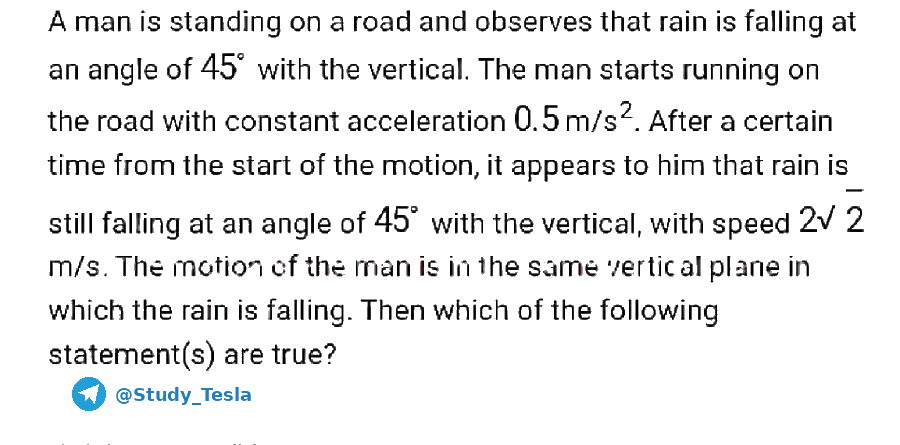 A man is standing on a road and observes that rain is falling at
an angle of 45° with the vertical. The man starts running on
the road with constant acceleration 0.5 m/s². After a certain
time from the start of the motion, it appears to him that rain is
still falling at an angle of 45° with the vertical, with speed 2√2
m/s. The motion of the man is in the same vertical plane in
which the rain is falling. Then which of the following
statement(s) are true?
@Study_Tesla